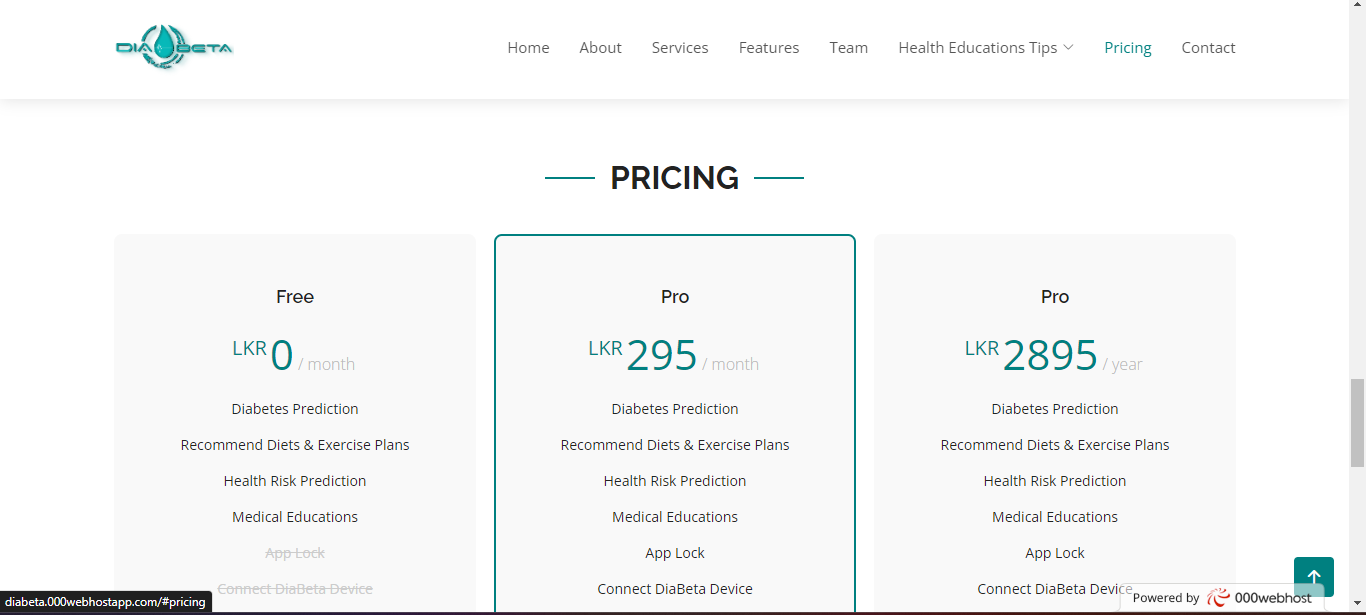 DIABETA
Home About Services Features Team Health Educations Tips Pricing Contact
PRICING
Free
LKR 0 / month
Diabetes Prediction
Recommend Diets & Exercise Plans
Health Risk Prediction
Medical Educations
App Lock
Connect DiaBeta Device
Pro
LKR 295 / month
Diabetes Prediction
Recommend Diets & Exercise Plans
Health Risk Prediction
Medical Educations
App Lock
Connect DiaBeta Device
Pro
LKR 2895 / year
Diabetes Prediction
Recommend Diets & Exercise Plans
Health Risk Prediction
Medical Educations
App Lock
Connect DiaBeta Device
diabeta.000webhostapp.com/#pricing
Powered by 000webhost